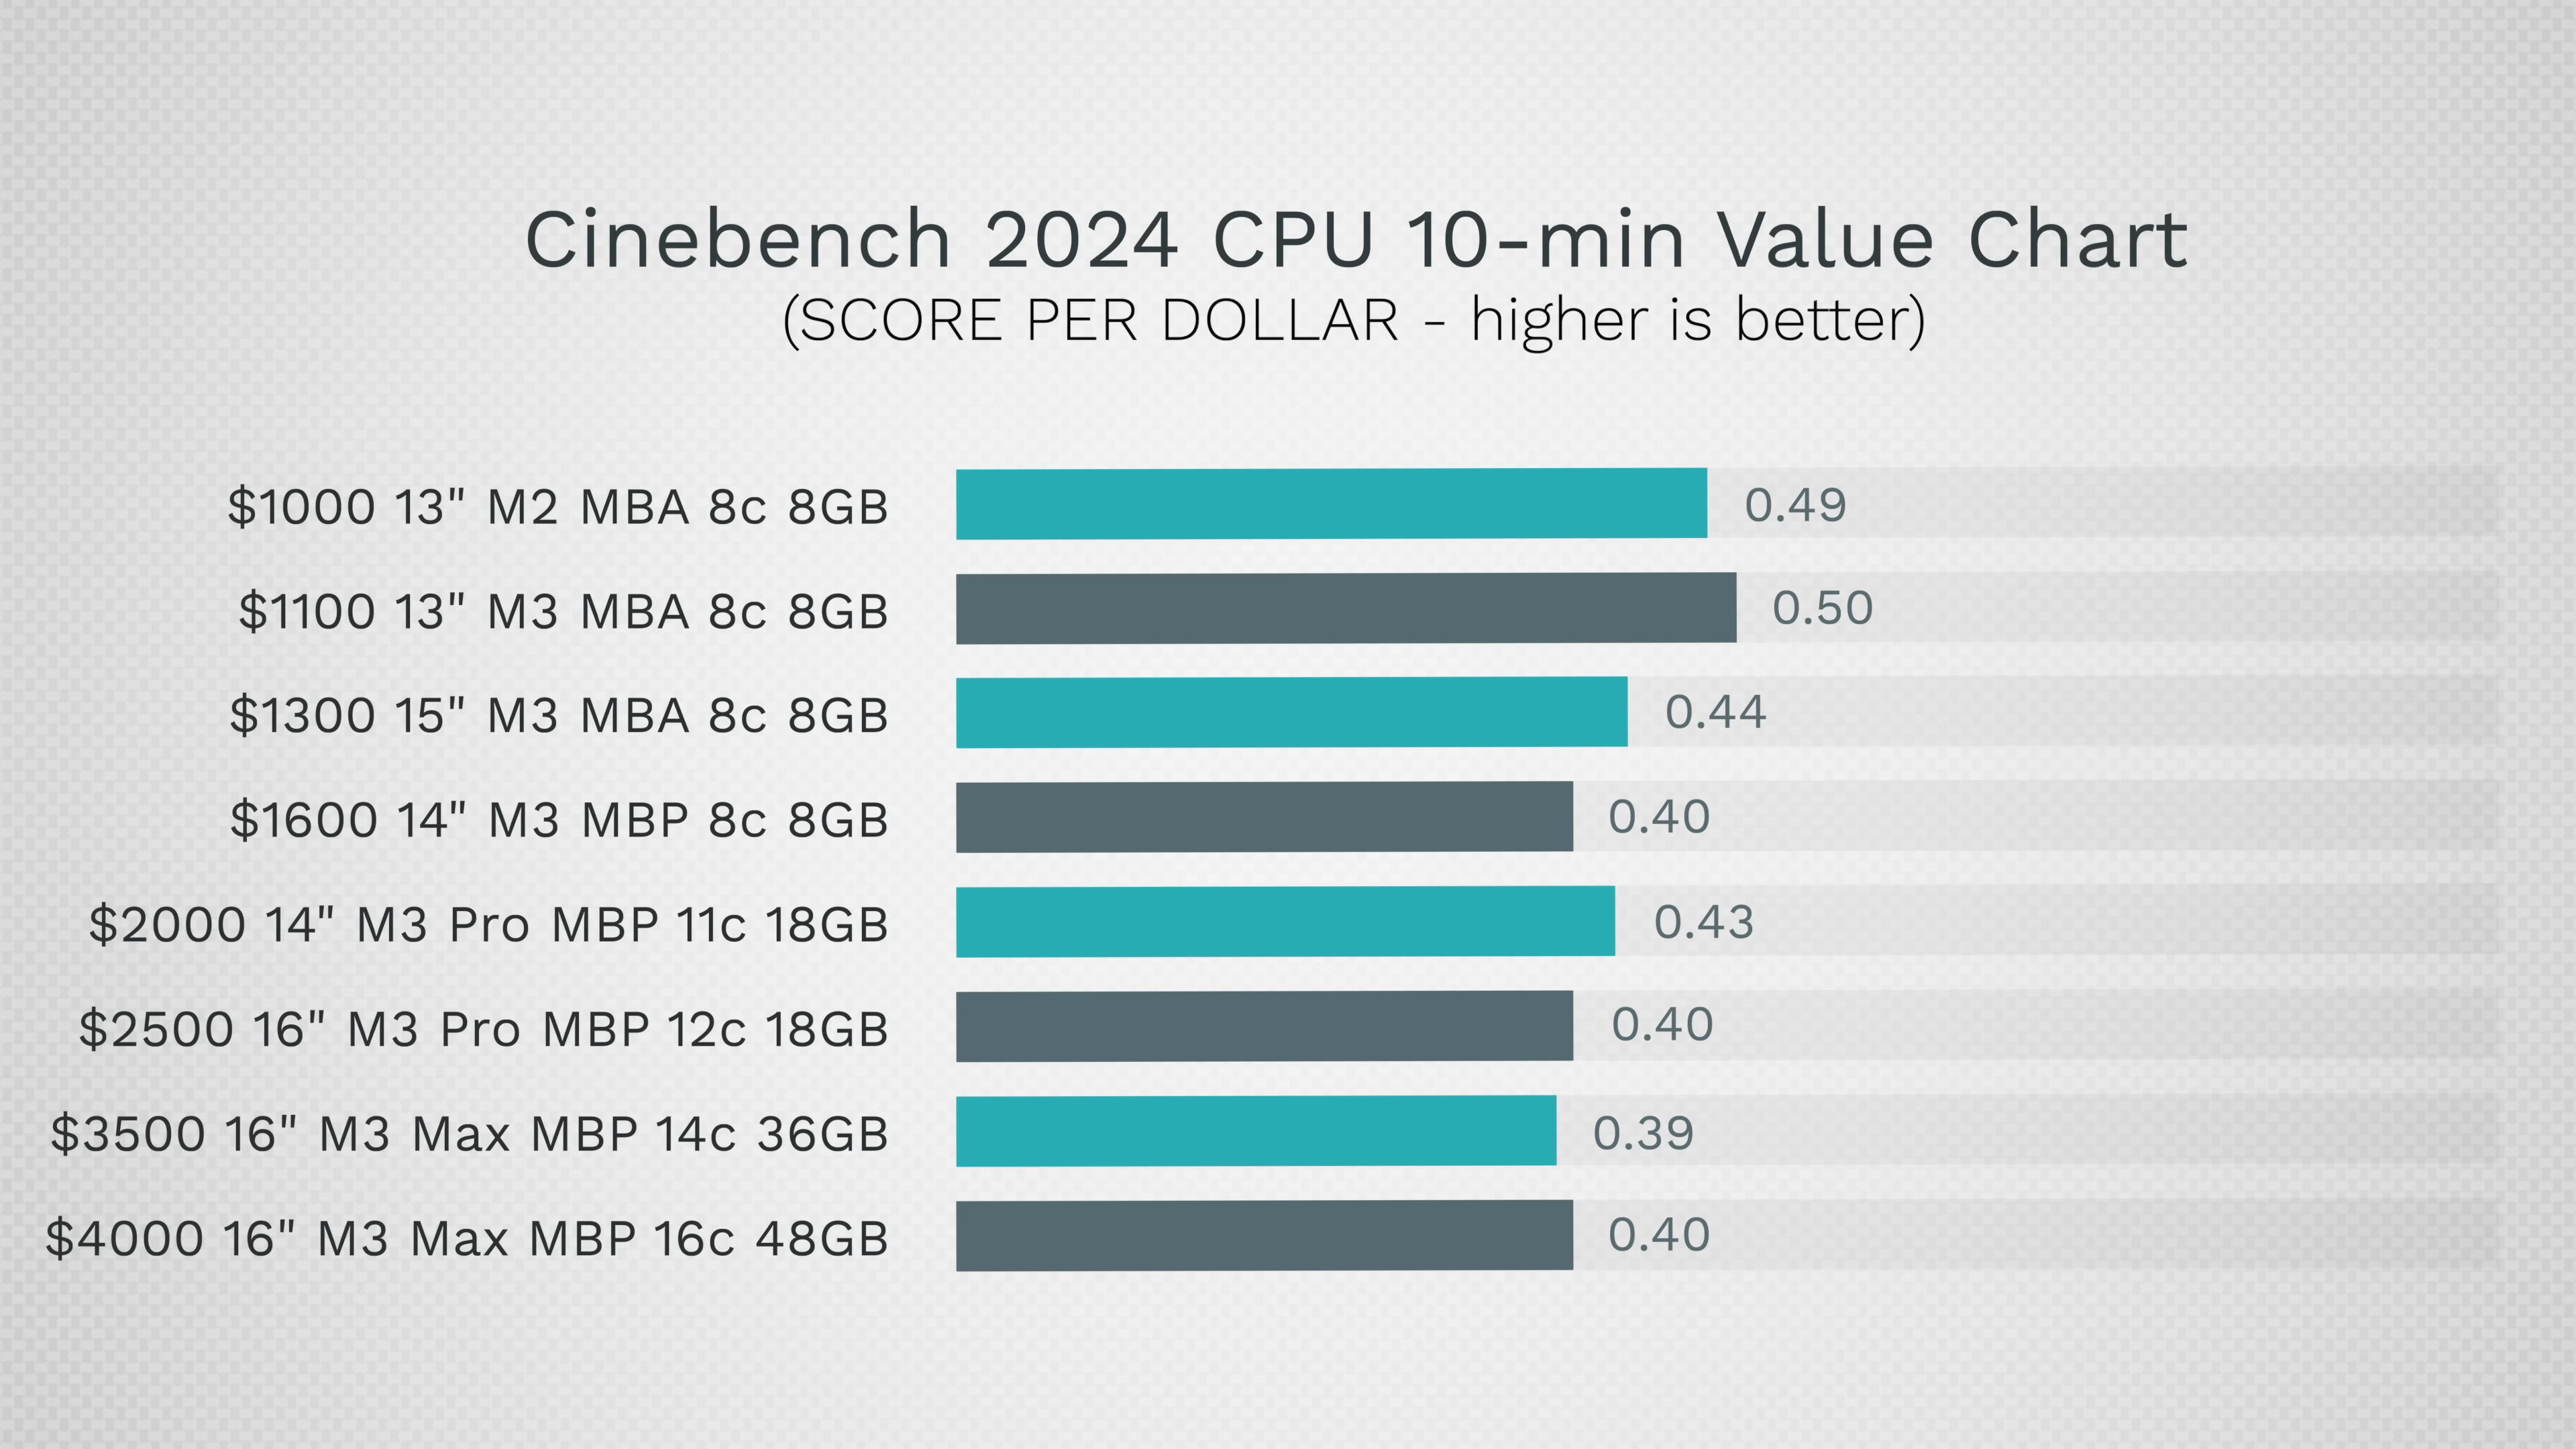 Cinebench 2024 CPU 10-min Value Chart
(SCORE PER DOLLAR - higher is better)
$1000 13" M2 MBA 8c 8GB 0.49
$1100 13" M3 MBA 8c 8GB 0.50
$1300 15" M3 MBA 8c 8GB 0.44
$1600 14" M3 MBP 8c 8GB 0.40
$2000 14" M3 Pro MBP 11c 18GB 0.43
$2500 16" M3 Pro MBP 12c 18GB 0.40
$3500 16" M3 Max MBP 14c 36GB 0.39
$4000 16" M3 Max MBP 16c 48GB 0.40